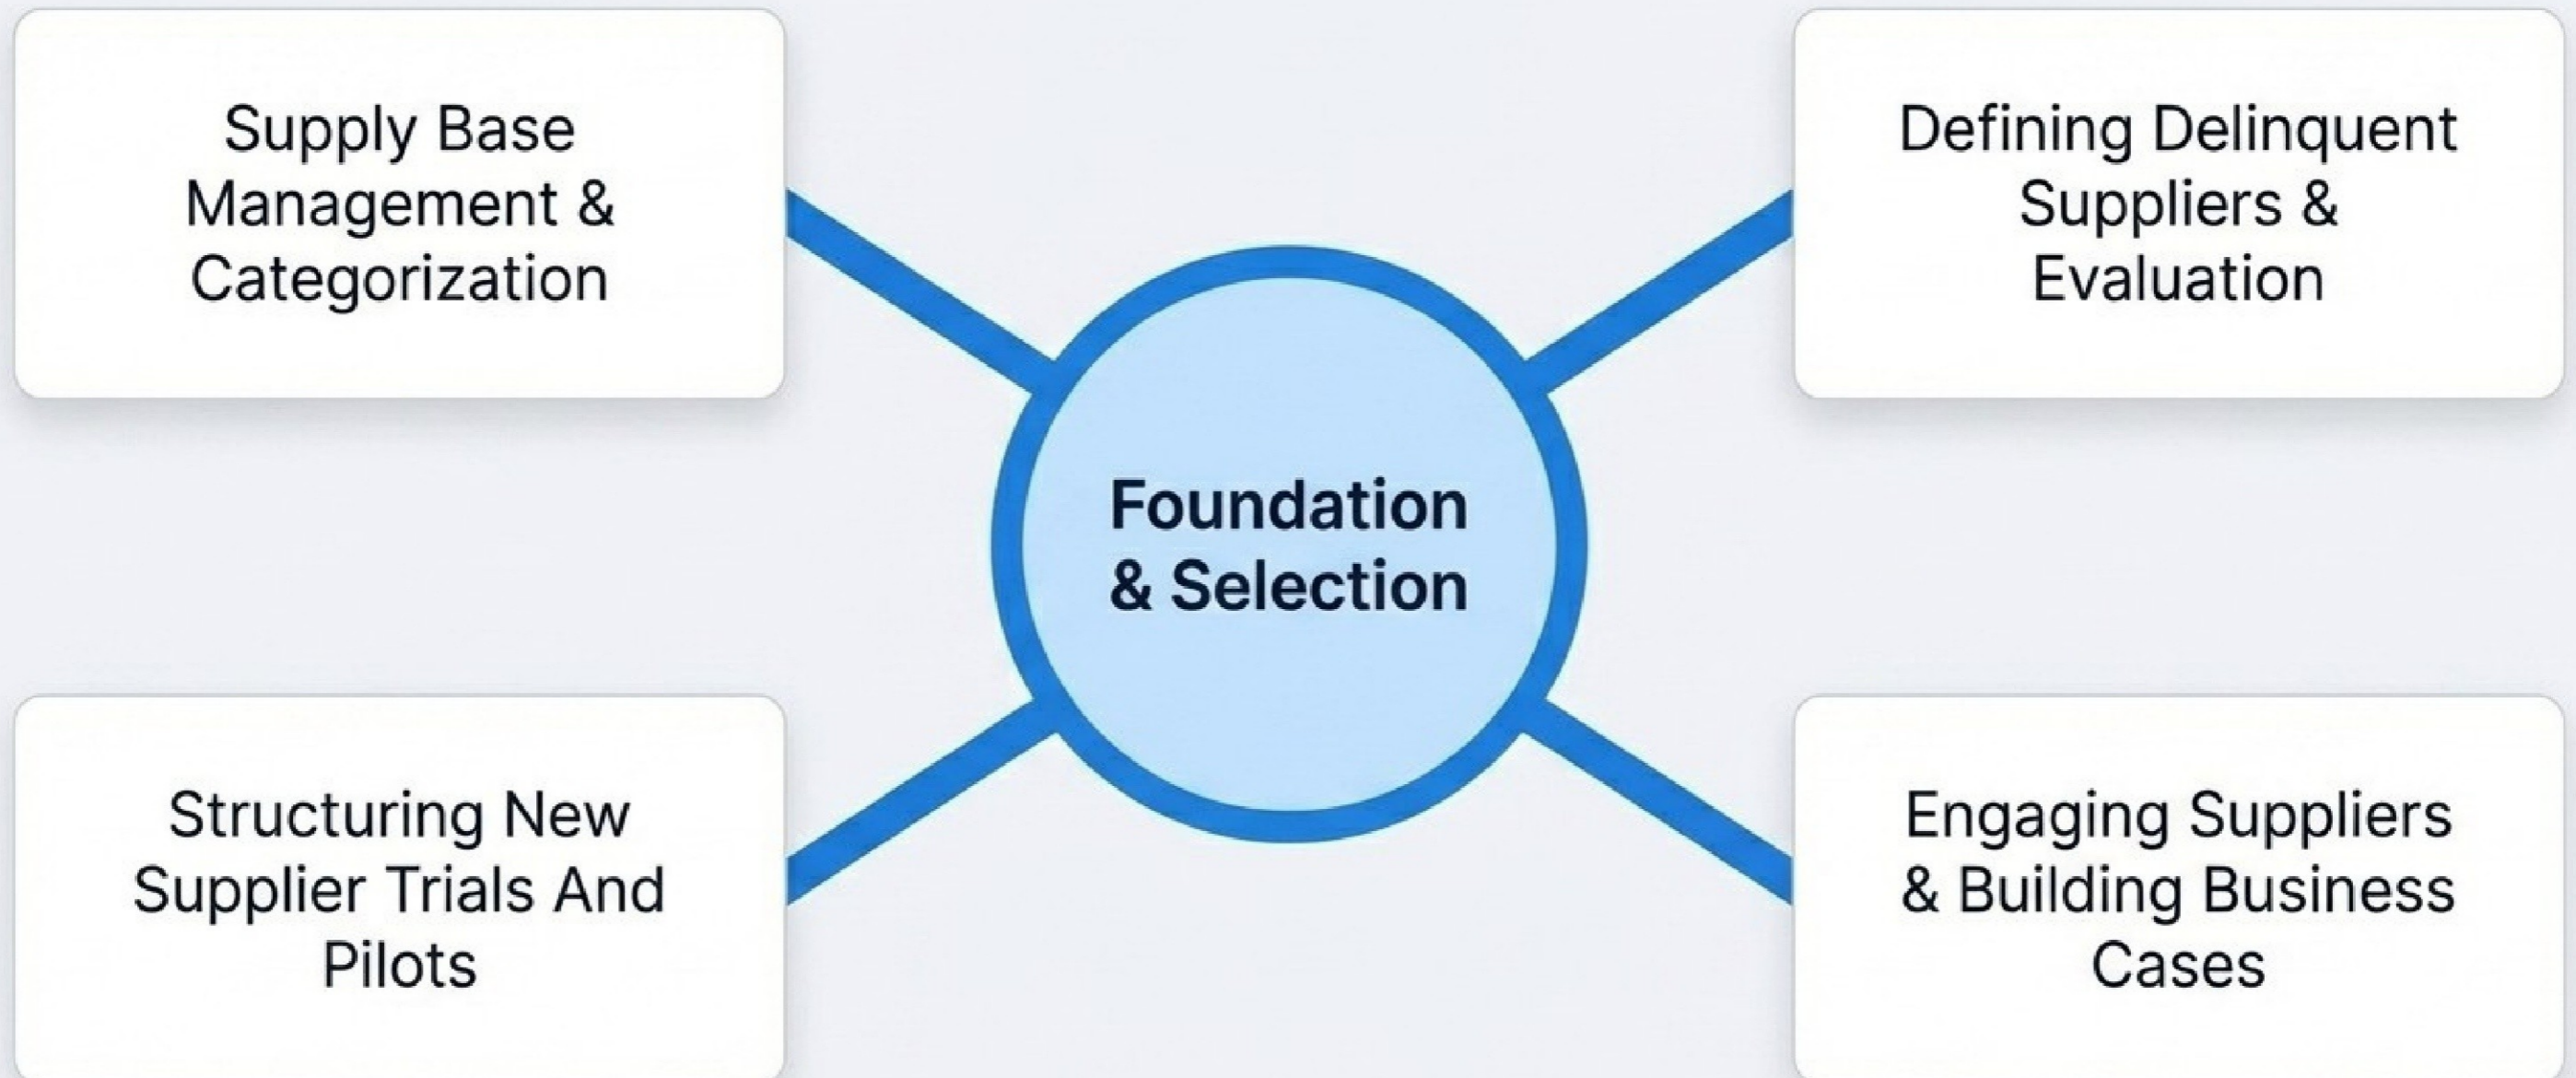 Supply Base
Management &
Categorization
Defining Delinquent
Suppliers &
Evaluation
Foundation
& Selection
Structuring New
Supplier Trials And
Pilots
Engaging Suppliers
& Building Business
Cases